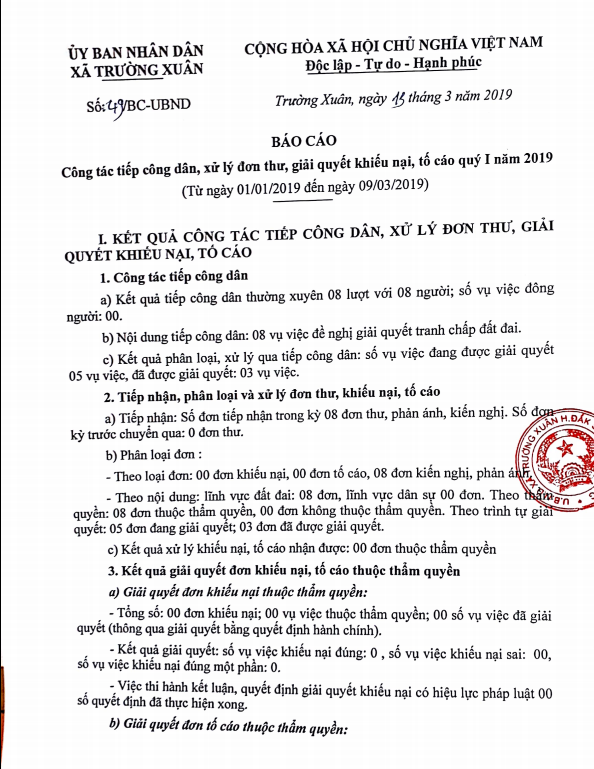 ỦY BAN NHÂN DÂN
XÃ TRƯỜNG XUÂN
CỘNG HÒA XÃ HỘI CHỦ NGHĨA VIỆT NAM
Độc lập - Tự do - Hạnh phúc
Số:49/BC-UBND
Trường Xuân, ngày 13 tháng 3 năm 2019
BÁO CÁO
Công tác tiếp công dân, xử lý đơn thư, giải quyết khiếu nại, tố cáo quý I năm 2019
(Từ ngày 01/01/2019 đến ngày 09/03/2019)
I. KẾT QUẢ CÔNG TÁC TIẾP CÔNG DÂN, XỬ LÝ ĐƠN THƯ, GIẢI
QUYẾT KHIẾU NẠI, TỐ CÁO
1. Công tác tiếp công dân
a) Kết quả tiếp công dân thường xuyên 08 lượt với 08 người; số vụ việc đông
người: 00.
b) Nội dung tiếp công dân: 08 vụ việc đề nghị giải quyết tranh chấp đất đai.
c) Kết quả phân loại, xử lý qua tiếp công dân: số vụ việc đang được giải quyết
05 vụ việc, đã được giải quyết: 03 vụ việc.
2. Tiếp nhận, phân loại và xử lý đơn thư, khiếu nại, tố cáo
a) Tiếp nhận: Số đơn tiếp nhận trong kỳ 08 đơn thư, phản ánh, kiến nghị. Số đơn
kỳ trước chuyển qua: 0 đơn thư.
b) Phân loại đơn :
- Theo loại đơn: 00 đơn khiếu nại, 00 đơn tố cáo, 08 đơn kiến nghị, phản ánh.
- Theo nội dung: lĩnh vực đất đai: 08 đơn, lĩnh vực dân sự 00 đơn. Theo thẩm
quyền: 08 đơn thuộc thẩm quyền, 00 đơn không thuộc thẩm quyền. Theo trình tự giải
quyết: 05 đơn đang giải quyết; 03 đơn đã được giải quyết.
c) Kết quả xử lý khiếu nại, tố cáo nhận được: 00 đơn thuộc thẩm quyền
3. Kết quả giải quyết đơn khiếu nại, tố cáo thuộc thẩm quyền
a) Giải quyết đơn khiếu nại thuộc thẩm quyền:
- Tổng số: 00 đơn khiếu nại; 00 vụ việc thuộc thẩm quyền; 00 số vụ việc đã giải
quyết (thông qua giải quyết bằng quyết định hành chính).
- Kết quả giải quyết: số vụ việc khiếu nại đúng: 0 , số vụ việc khiếu nại sai: 00,
số vụ việc khiếu nại đúng một phần: 0.
- Việc thi hành kết luận, quyết định giải quyết khiếu nại có hiệu lực pháp luật 00
số quyết định đã thực hiện xong.
b) Giải quyết đơn tố cáo thuộc thẩm quyền:
U.B.N.D XÃ TRƯỜNG XUÂN H.ĐẮK